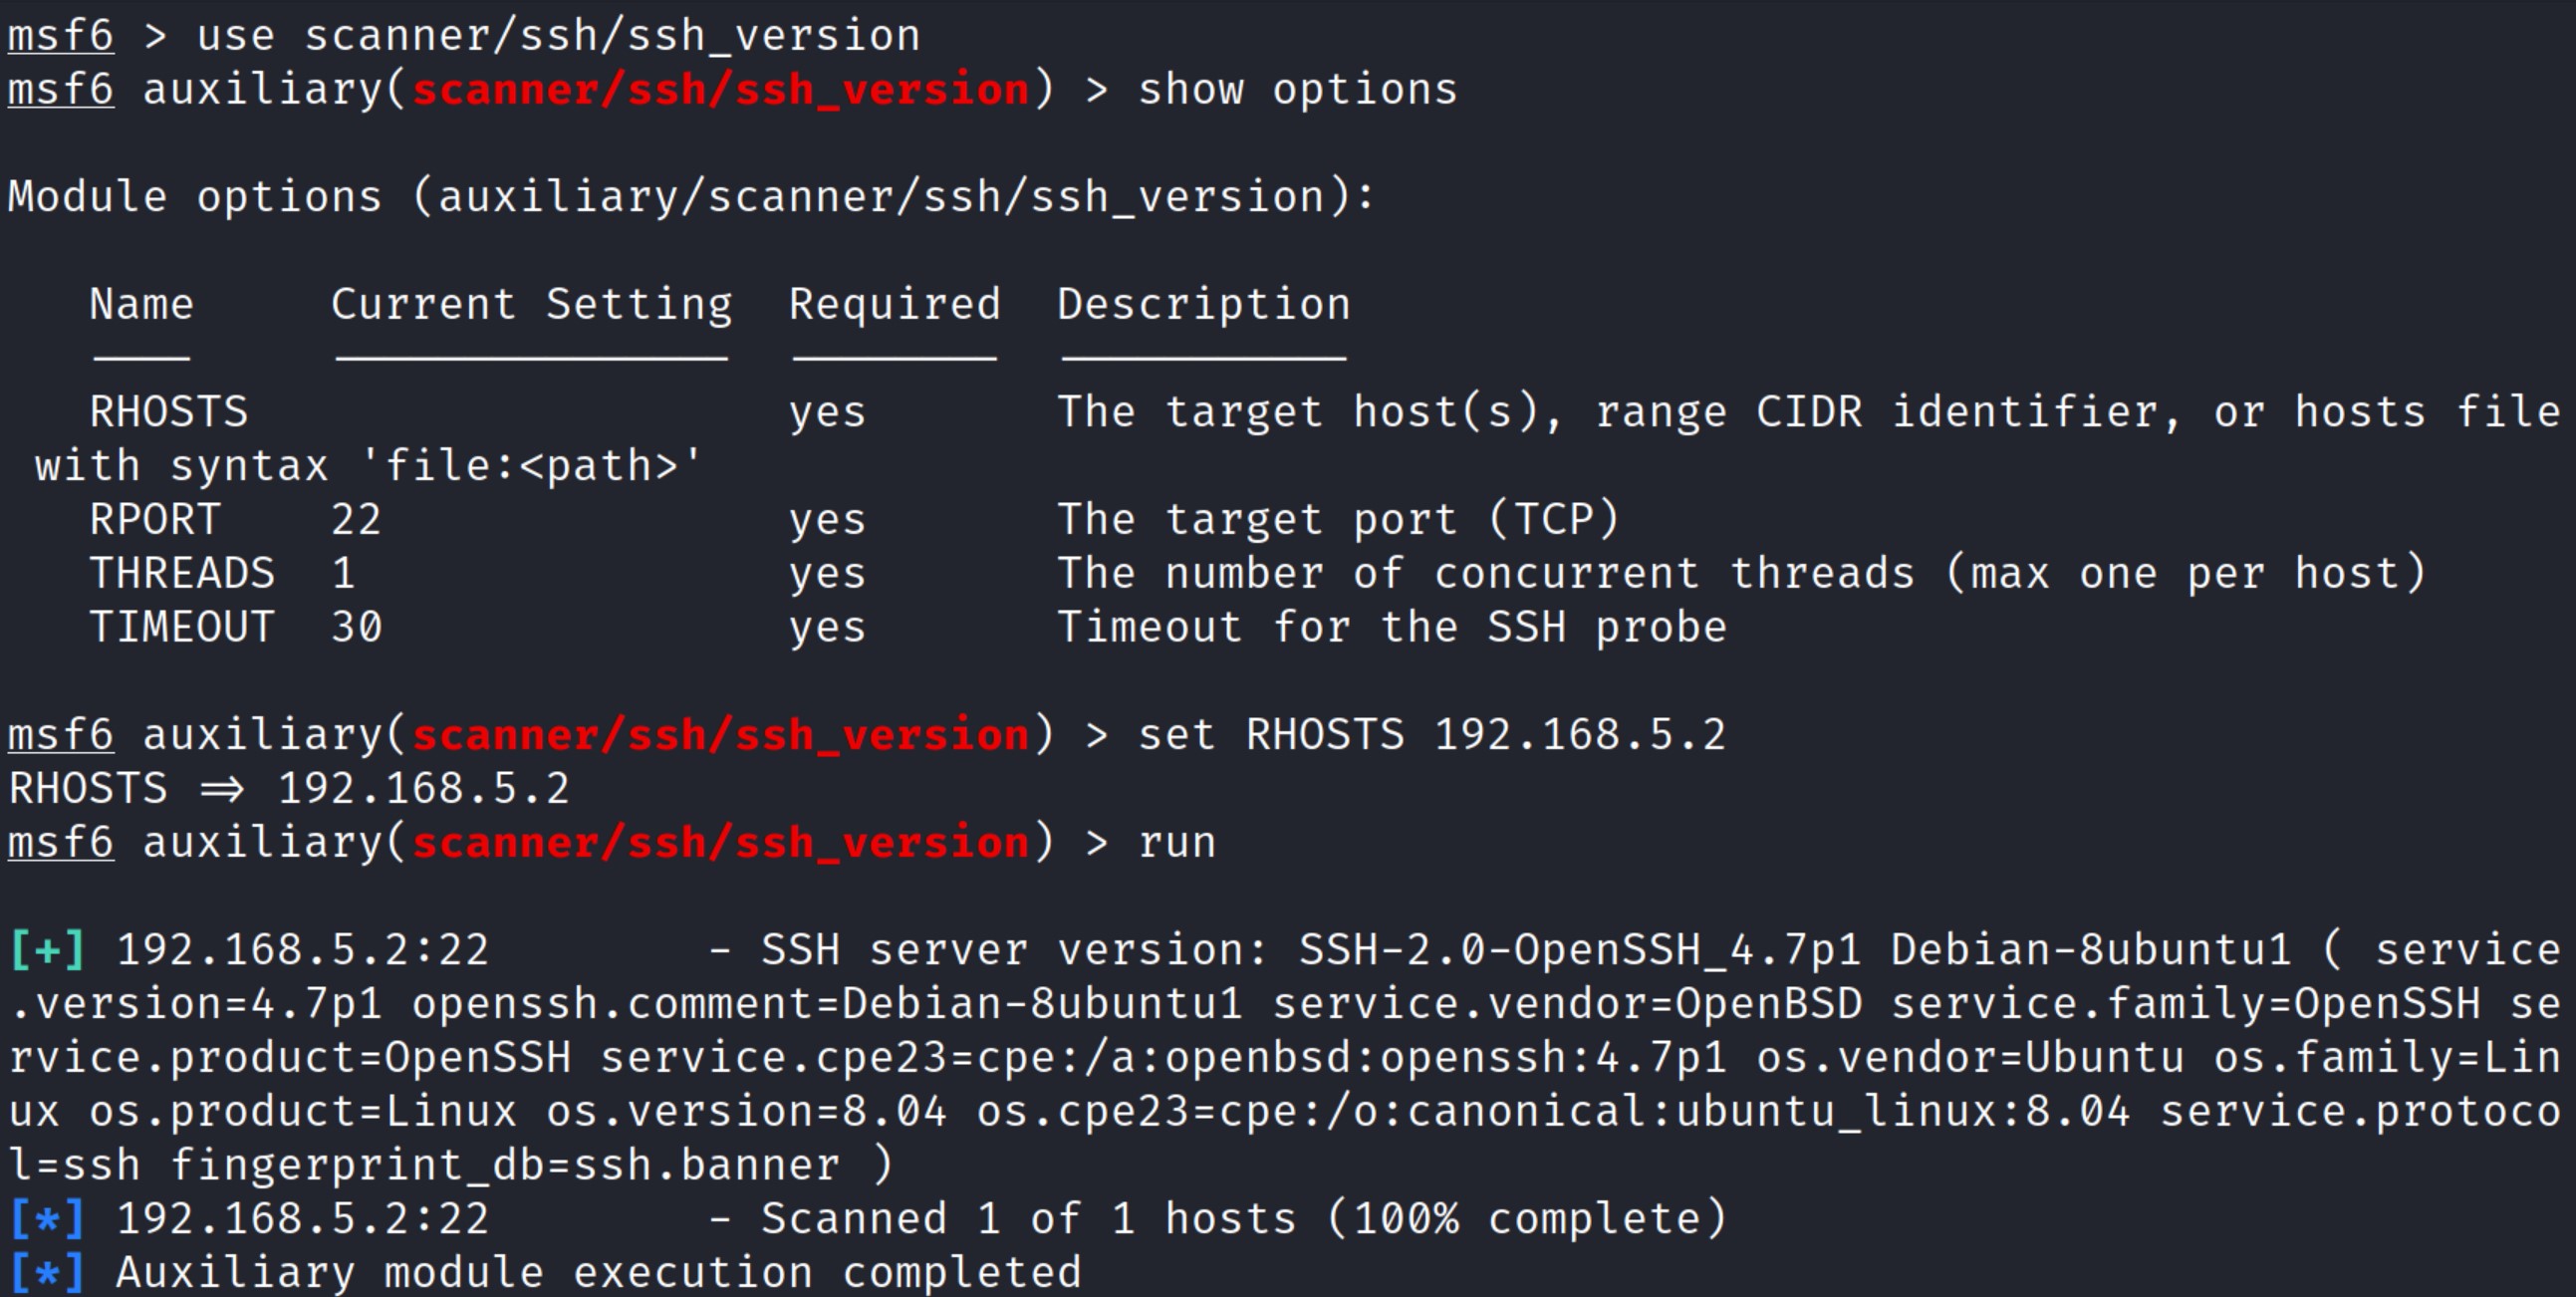 msf6 > use scanner/ssh/ssh_version
msf6 auxiliary(scanner/ssh/ssh_version) > show options
Module options (auxiliary/scanner/ssh/ssh_version):
Name Current Setting Required Description
RHOSTS yes The target host(s), range CIDR identifier, or hosts file
with syntax 'file:<path>'
RPORT 22 yes The target port (TCP)
THREADS 1 yes The number of concurrent threads (max one per host)
TIMEOUT 30 yes Timeout for the SSH probe
msf6 auxiliary(scanner/ssh/ssh_version) > set RHOSTS 192.168.5.2
RHOSTS ⇒ 192.168.5.2
msf6 auxiliary(scanner/ssh/ssh_version) > run
[+] 192.168.5.2:22 - SSH server version: SSH-2.0-OpenSSH_4.7p1 Debian-8ubuntu1 ( service
.version=4.7p1 openssh.comment=Debian-8ubuntu1 service.vendor=OpenBSD service.family=OpenSSH se
rvice.product=OpenSSH service.cpe23=cpe:/a:openbsd:openssh:4.7p1 os.vendor=Ubuntu os.family=Lin
ux os.product=Linux os.version=8.04 os.cpe23=cpe:/o:canonical:ubuntu_linux:8.04 service.protoco
l=ssh fingerprint_db=ssh.banner )
[*] 192.168.5.2:22 - Scanned 1 of 1 hosts (100% complete)
[*] Auxiliary module execution completed